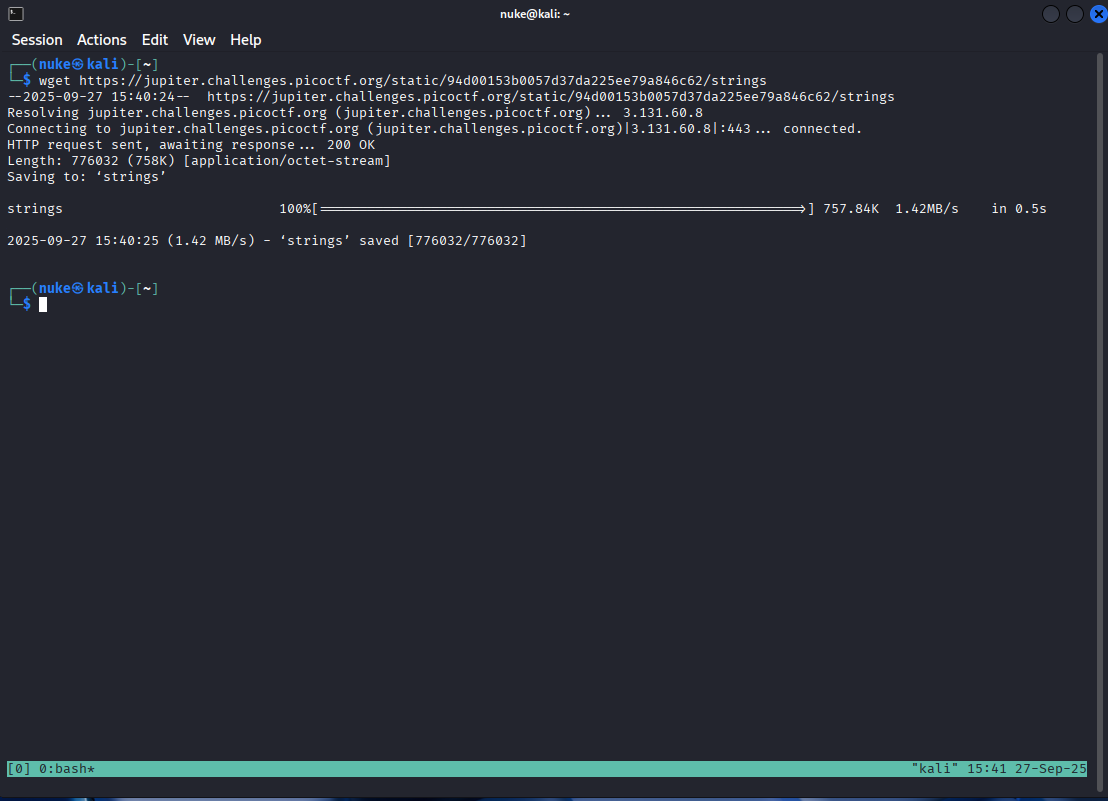 nuke@kali: ~
Session Actions Edit View Help
┌──(nuke㉿kali)-[~]
└─$ wget https://jupiter.challenges.picoctf.org/static/94d00153b0057d37da225ee79a846c62/strings
--2025-09-27 15:40:24--  https://jupiter.challenges.picoctf.org/static/94d00153b0057d37da225ee79a846c62/strings
Resolving jupiter.challenges.picoctf.org (jupiter.challenges.picoctf.org)... 3.131.60.8
Connecting to jupiter.challenges.picoctf.org (jupiter.challenges.picoctf.org)|3.131.60.8|:443... connected.
HTTP request sent, awaiting response... 200 OK
Length: 776032 (758K) [application/octet-stream]
Saving to: ‘strings’
strings 100%[===================================================>] 757.84K 1.42MB/s in 0.5s
2025-09-27 15:40:25 (1.42 MB/s) - ‘strings’ saved [776032/776032]
┌──(nuke㉿kali)-[~]
└─$
[0] 0:bash* "kali" 15:41 27-Sep-25